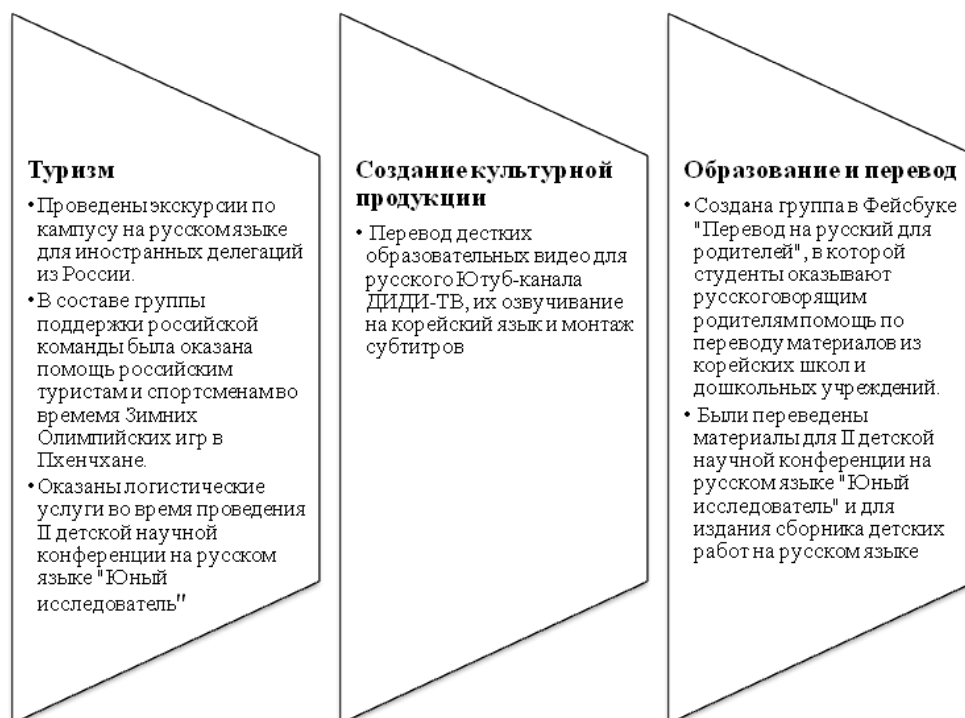 Туризм
•Проведены экскурсии по
кампусу на русском языке
для иностранных делегаций
из России.
•В составе группы
поддержки российской
команды была оказана
помощь российским
туристам и спортсменам во
времемя Зимних
Олимпийских игр в
Пхенчхане.
•Оказаны логистические
услуги во время проведения
II детской научной
конференции на русском
языке "Юный
исследователь"
Создание культурной
продукции
• Перевод дестких
образовательных видео для
русского Ютуб-канала
ДИДИ-ТВ, их озвучивание
на корейский язык и монтаж
субтитров
Образование и перевод
• Создана группа в Фейсбуке
"Перевод на русский для
родителей", в которой
студенты оказывают
русскоговорящим
родителям помощь по
переводу материалов из
корейских школ и
дошкольных учреждений.
• Были переведены
материалы для II детской
научной конференции на
русском языке "Юный
исследователь" и для
издания сборника детских
работ на русском языке